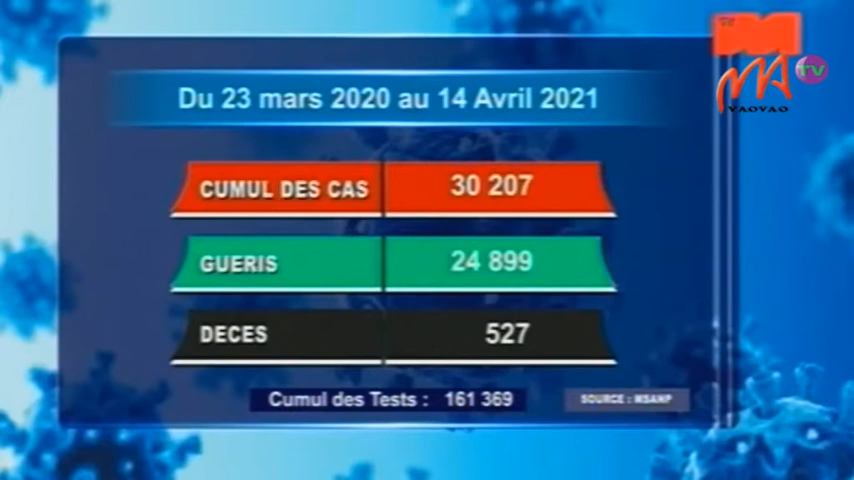 Du 23 mars 2020 au 14 Avril 2021
MA TV
VAOVAO
CUMUL DES CAS 30 207
GUERIS 24 899
DECES 527
Cumul des Tests : 161 369
SOURCE : MSANP